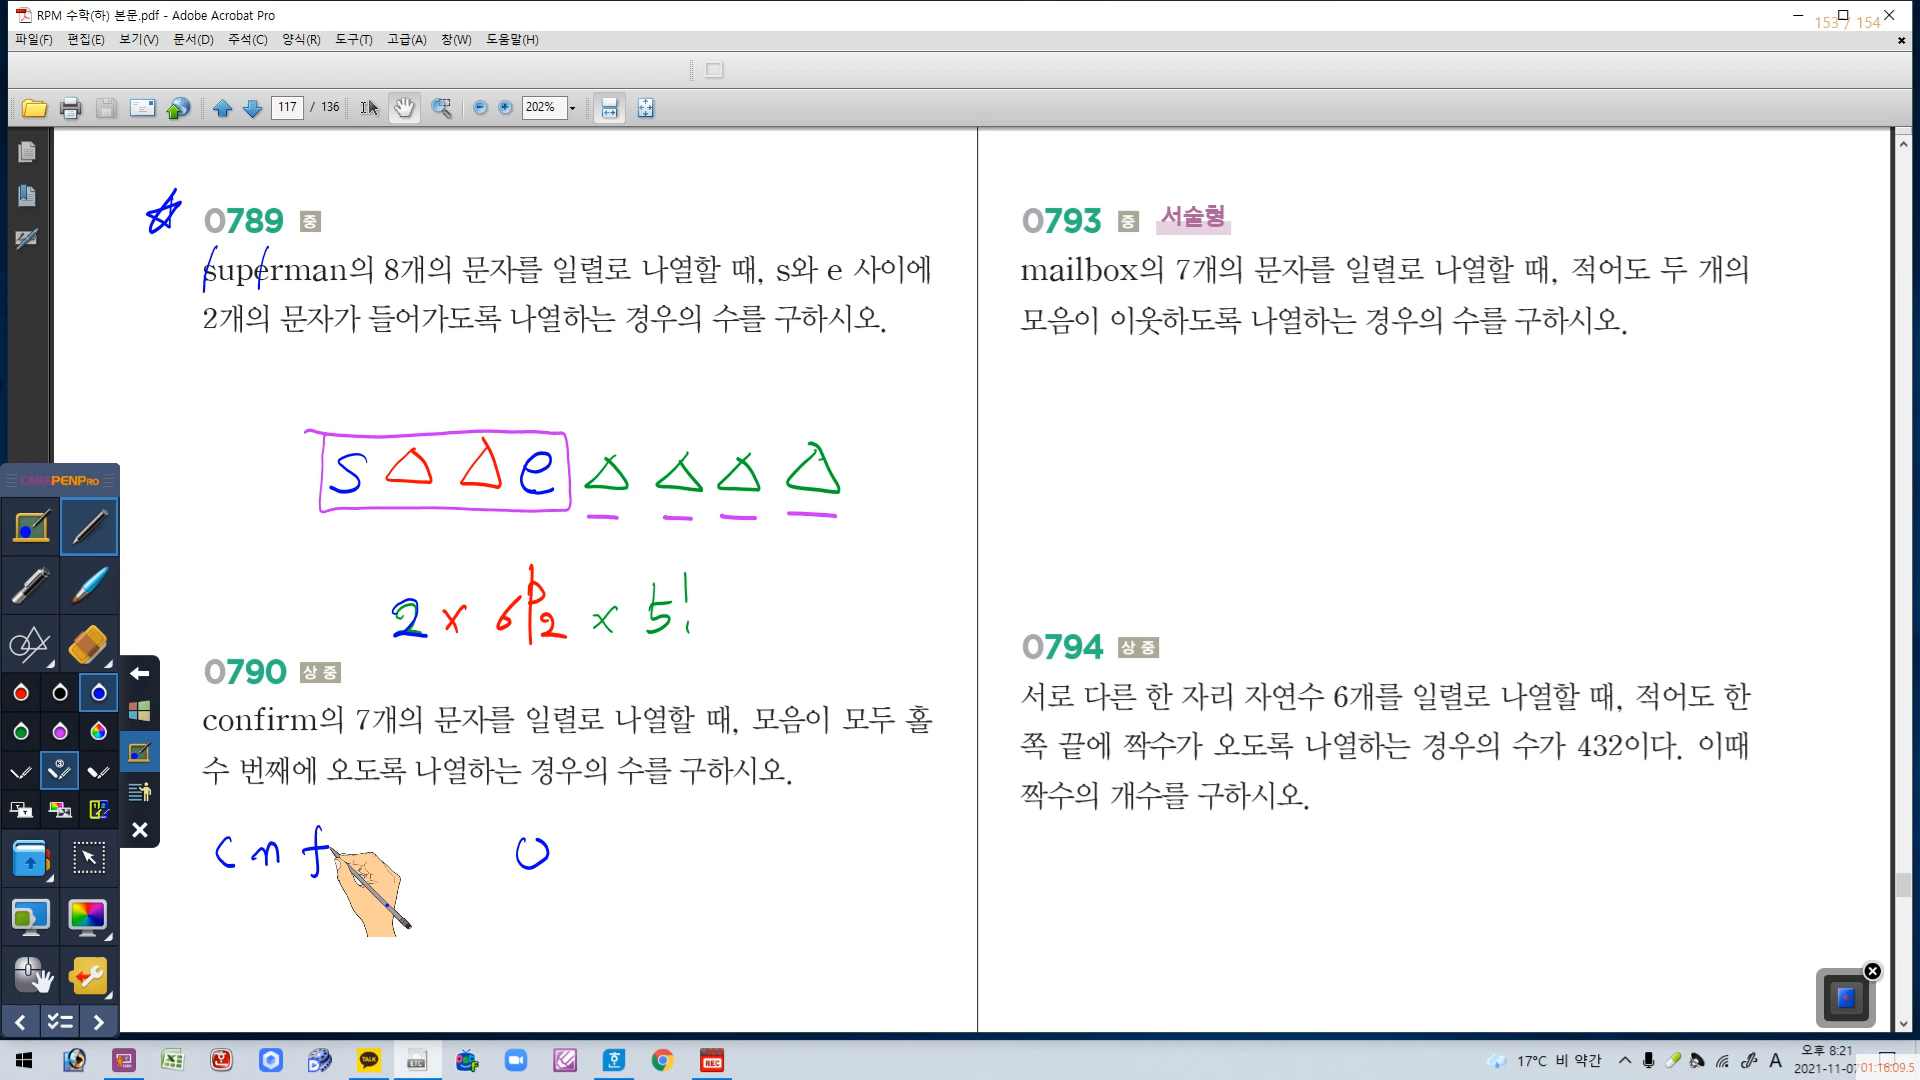 RPM 수학(하) 본문.pdf - Adobe Acrobat Pro
153 / 154
파일(F) 편집(E) 보기(V) 문서(D) 주석(C) 양식(R) 도구(T) 고급(A) 창(W) 도움말(H)
117 / 136 202%
0789 중
superman의 8개의 문자를 일렬로 나열할 때, s와 e 사이에
2개의 문자가 들어가도록 나열하는 경우의 수를 구하시오.
s △ △ e △ △ △ △
2 × 6P2 × 5!
0790 상중
confirm의 7개의 문자를 일렬로 나열할 때, 모음이 모두 홀
수 번째에 오도록 나열하는 경우의 수를 구하시오.
c n f o
0793 중 서술형
mailbox의 7개의 문자를 일렬로 나열할 때, 적어도 두 개의
모음이 이웃하도록 나열하는 경우의 수를 구하시오.
0794 상중
서로 다른 한 자리 자연수 6개를 일렬로 나열할 때, 적어도 한
쪽 끝에 짝수가 오도록 나열하는 경우의 수가 432이다. 이때
짝수의 개수를 구하시오.
CARAPENPRO
TALK
ETC
REC
17°C 비 약간
A
오후 8:21
2021-11-07
01:16:09.5